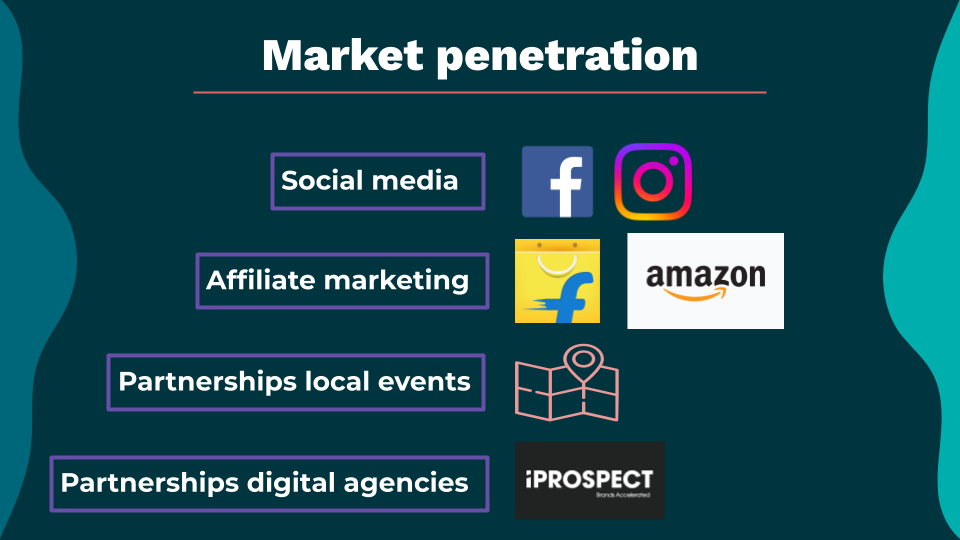 Market penetration
Social media
Affiliate marketing
amazon
Partnerships local events
Partnerships digital agencies
iPROSPECT
Brands Accelerated